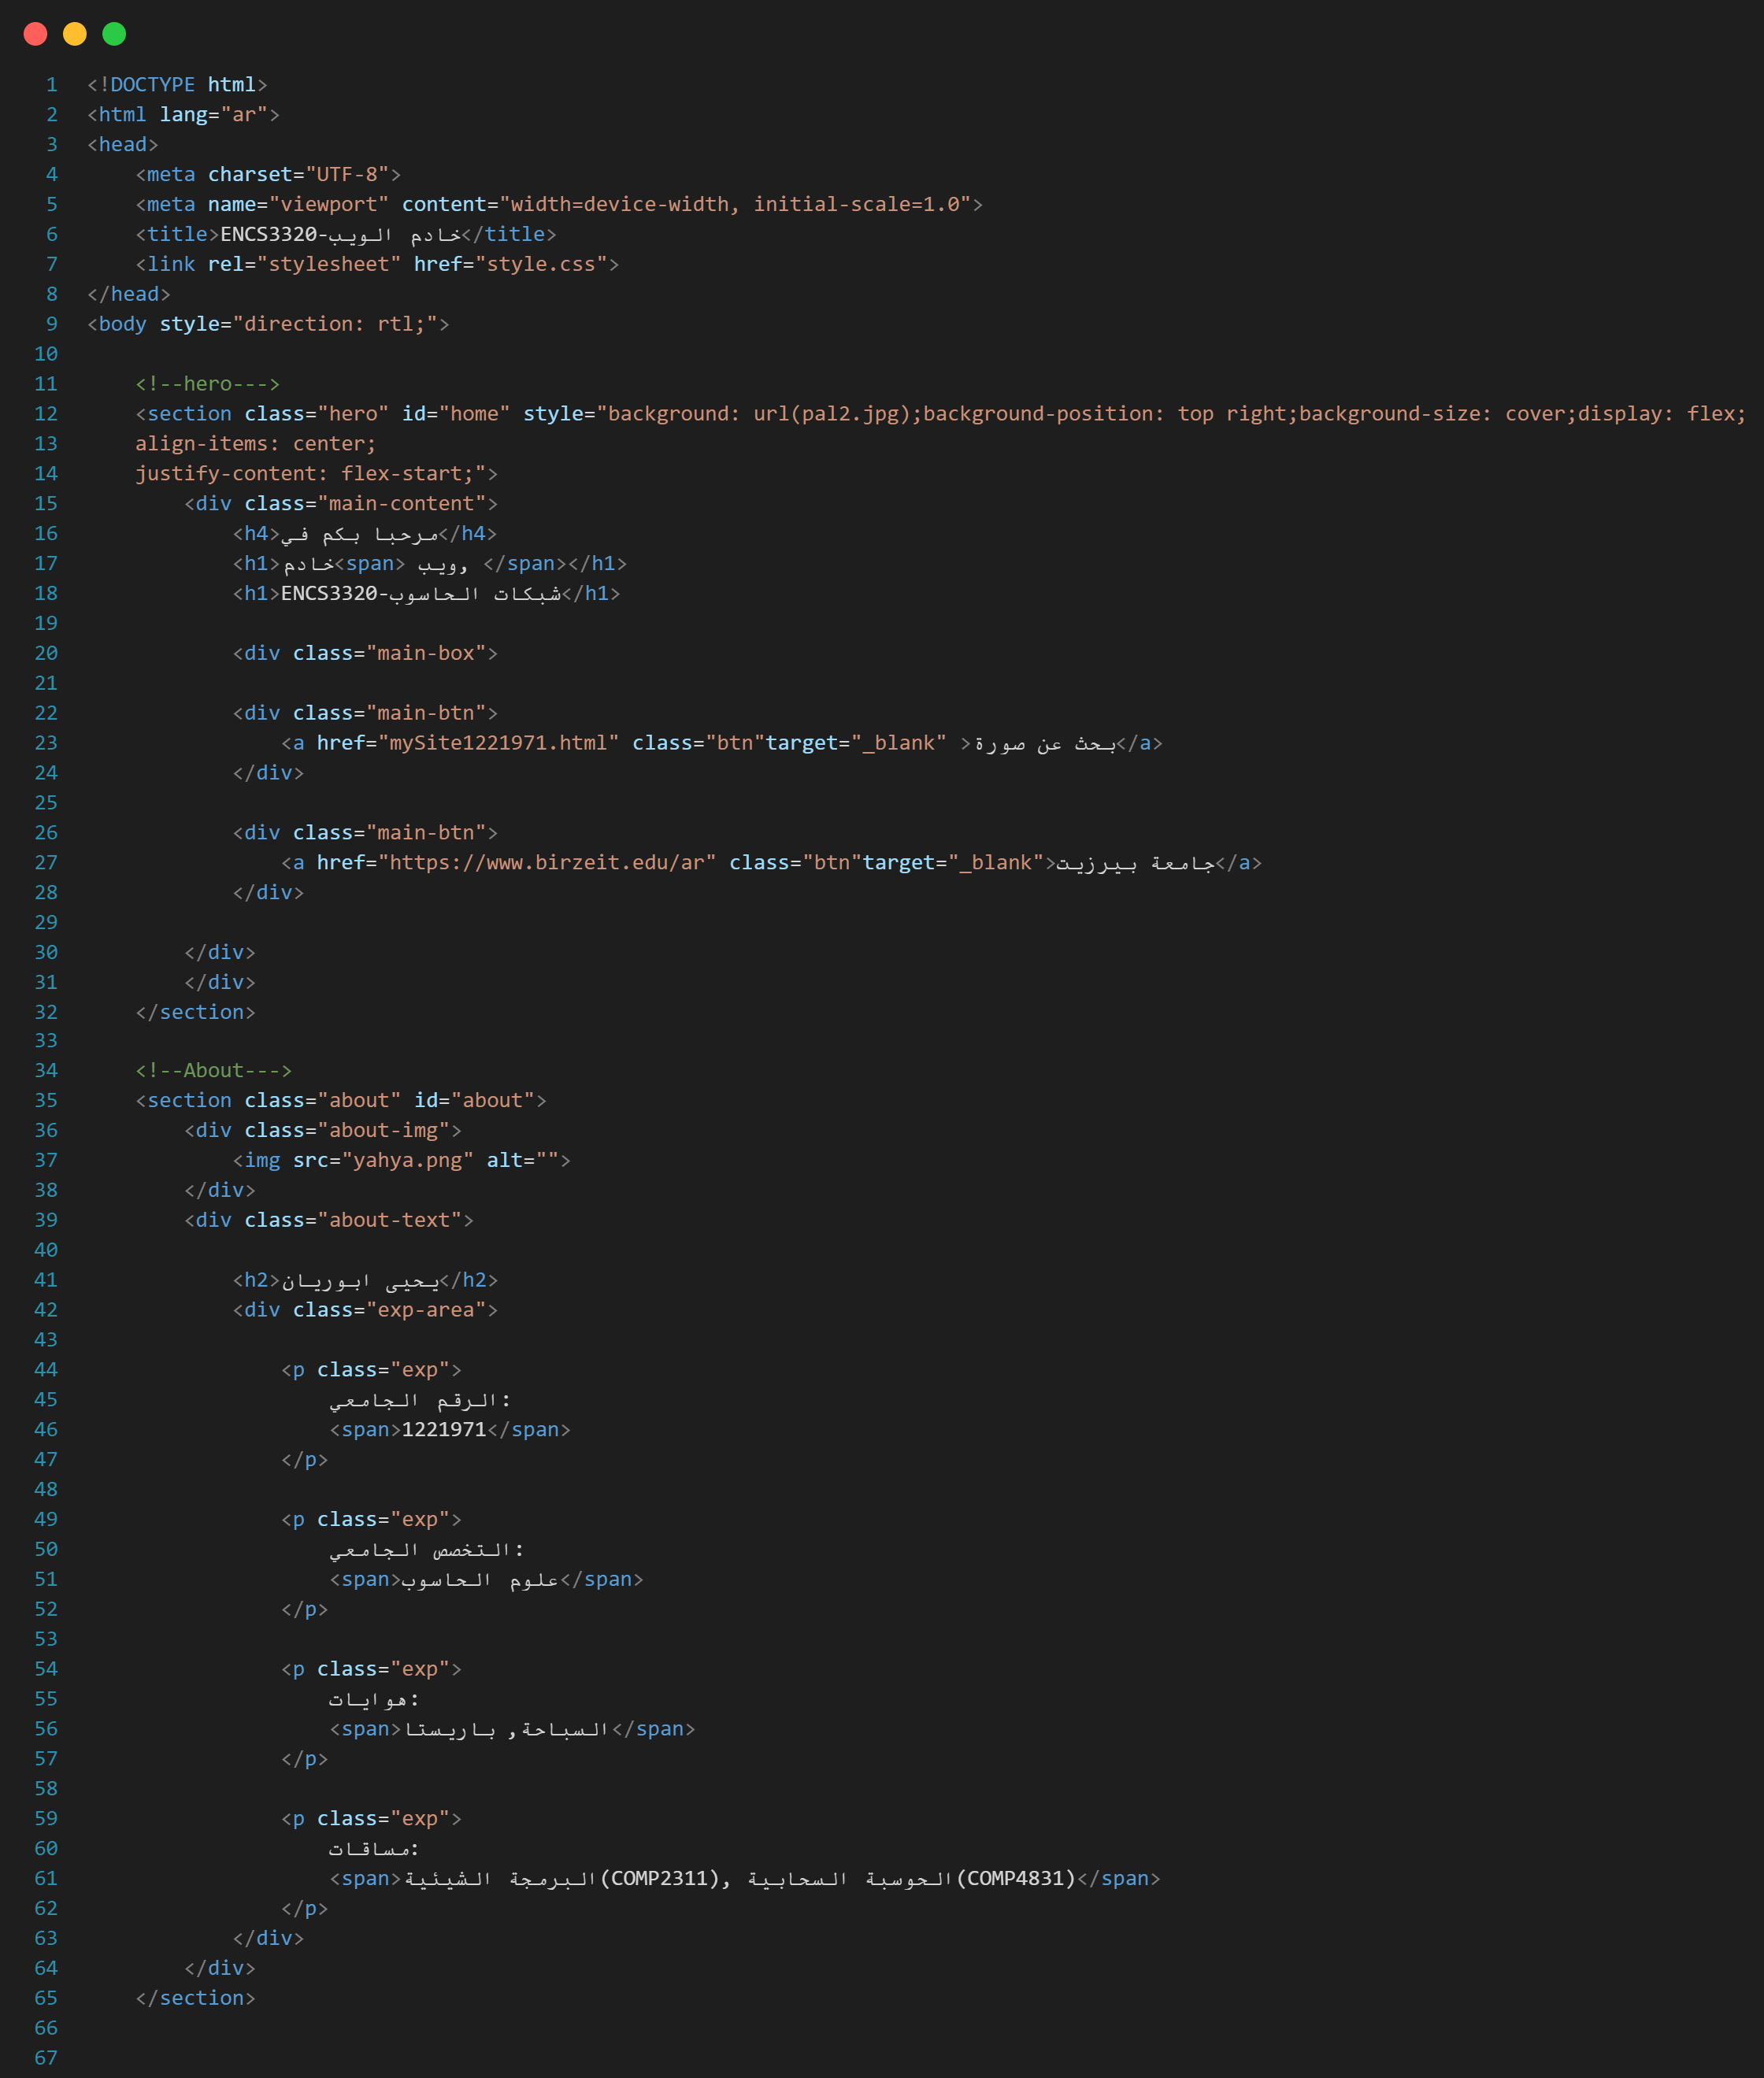 1 <!DOCTYPE html>
2 <html lang="ar">
3 <head>
4     <meta charset="UTF-8">
5     <meta name="viewport" content="width=device-width, initial-scale=1.0">
6     <title>ENCS3320-خادم الويب</title>
7     <link rel="stylesheet" href="style.css">
8 </head>
9 <body style="direction: rtl;">
10
11     <!--hero--->
12     <section class="hero" id="home" style="background: url(pal2.jpg);background-position: top right;background-size: cover;display: flex;
13     align-items: center;
14     justify-content: flex-start;">
15         <div class="main-content">
16             <h4>مرحبا بكم في</h4>
17             <h1>خادم<span> ويب, </span></h1>
18             <h1>ENCS3320-شبكات الحاسوب</h1>
19
20             <div class="main-box">
21
22             <div class="main-btn">
23                 <a href="mySite1221971.html" class="btn"target="_blank" >بحث عن صورة</a>
24             </div>
25
26             <div class="main-btn">
27                 <a href="https://www.birzeit.edu/ar" class="btn"target="_blank">جامعة بيرزيت</a>
28             </div>
29
30         </div>
31         </div>
32     </section>
33
34     <!--About--->
35     <section class="about" id="about">
36         <div class="about-img">
37             <img src="yahya.png" alt="">
38         </div>
39         <div class="about-text">
40
41             <h2>يحيى ابوريان</h2>
42             <div class="exp-area">
43
44                 <p class="exp">
45                     الرقم الجامعي:
46                     <span>1221971</span>
47                 </p>
48
49                 <p class="exp">
50                     التخصص الجامعي:
51                     <span>علوم الحاسوب</span>
52                 </p>
53
54                 <p class="exp">
55                     هوايات:
56                     <span>السباحة, باريستا</span>
57                 </p>
58
59                 <p class="exp">
60                     مساقات:
61                     <span>البرمجة الشيئية(COMP2311), الحوسبة السحابية(COMP4831)</span>
62                 </p>
63             </div>
64         </div>
65     </section>
66
67